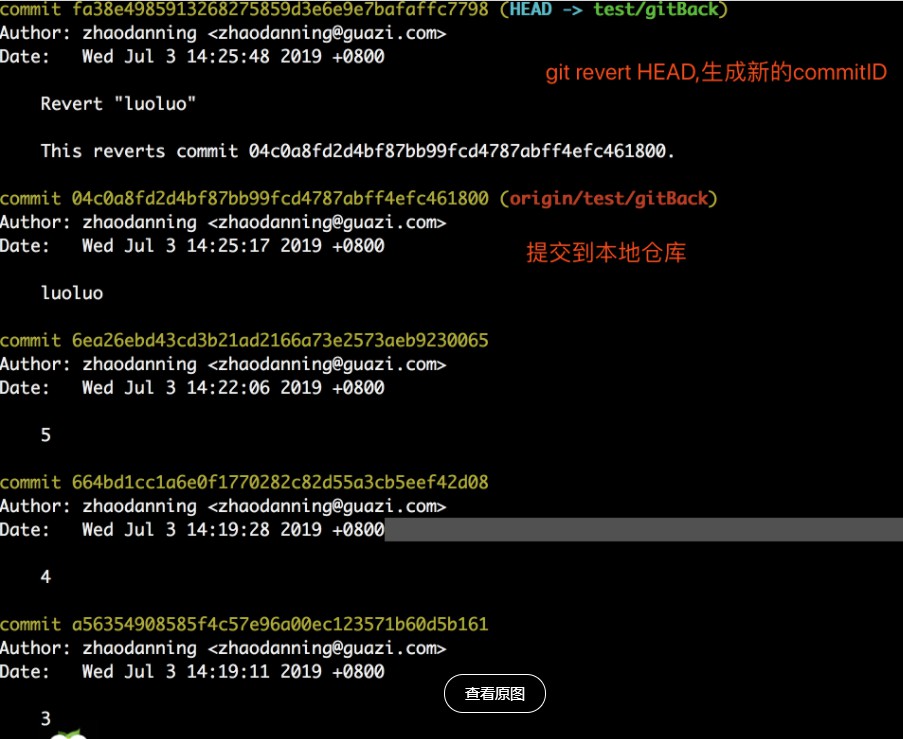 commit fa38e4985913268275859d3e6e9e7bafaffc7798 (HEAD -> test/gitBack)
Author: zhaodanning <zhaodanning@guazi.com>
Date:   Wed Jul 3 14:25:48 2019 +0800
git revert HEAD,生成新的commitID
Revert "luoluo"
This reverts commit 04c0a8fd2d4bf87bb99fcd4787abff4efc461800.
commit 04c0a8fd2d4bf87bb99fcd4787abff4efc461800 (origin/test/gitBack)
Author: zhaodanning <zhaodanning@guazi.com>
Date:   Wed Jul 3 14:25:17 2019 +0800
提交到本地仓库
luoluo
commit 6ea26ebd43cd3b21ad2166a73e2573aeb9230065
Author: zhaodanning <zhaodanning@guazi.com>
Date:   Wed Jul 3 14:22:06 2019 +0800
5
commit 664bd1cc1a6e0f1770282c82d55a3cb5eef42d08
Author: zhaodanning <zhaodanning@guazi.com>
Date:   Wed Jul 3 14:19:28 2019 +0800
4
commit a56354908585f4c57e96a00ec123571b60d5b161
Author: zhaodanning <zhaodanning@guazi.com>
Date:   Wed Jul 3 14:19:11 2019 +0800
查看原图
3